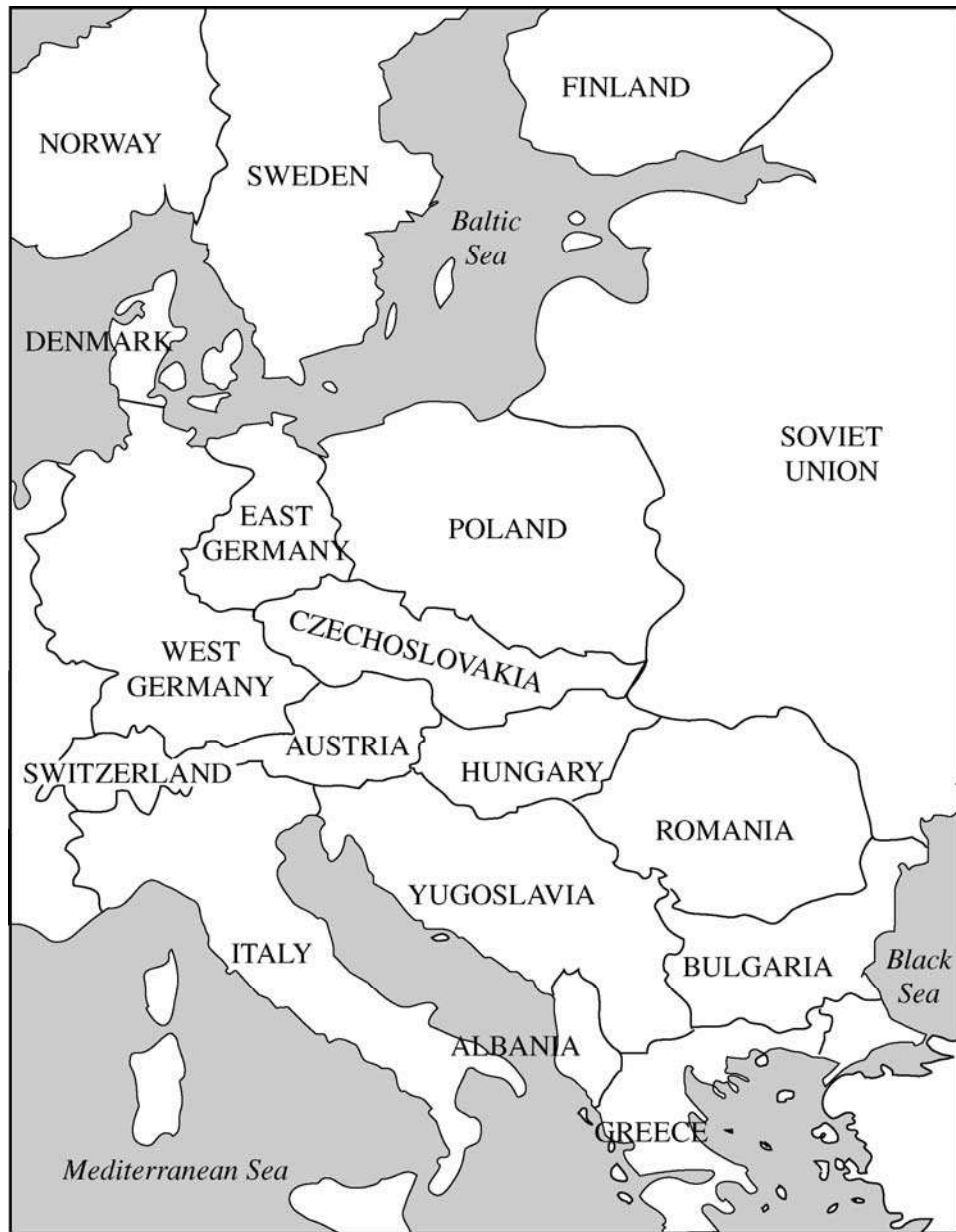 FINLAND
NORWAY
SWEDEN
Baltic
Sea
DENMARK
SOVIET
UNION
EAST
GERMANY
POLAND
CZECHOSLOVAKIA
WEST
GERMANY
AUSTRIA
SWITZERLAND
HUNGARY
ROMANIA
YUGOSLAVIA
ITALY
BULGARIA
Black
Sea
ALBANIA
GREECE
Mediterranean Sea